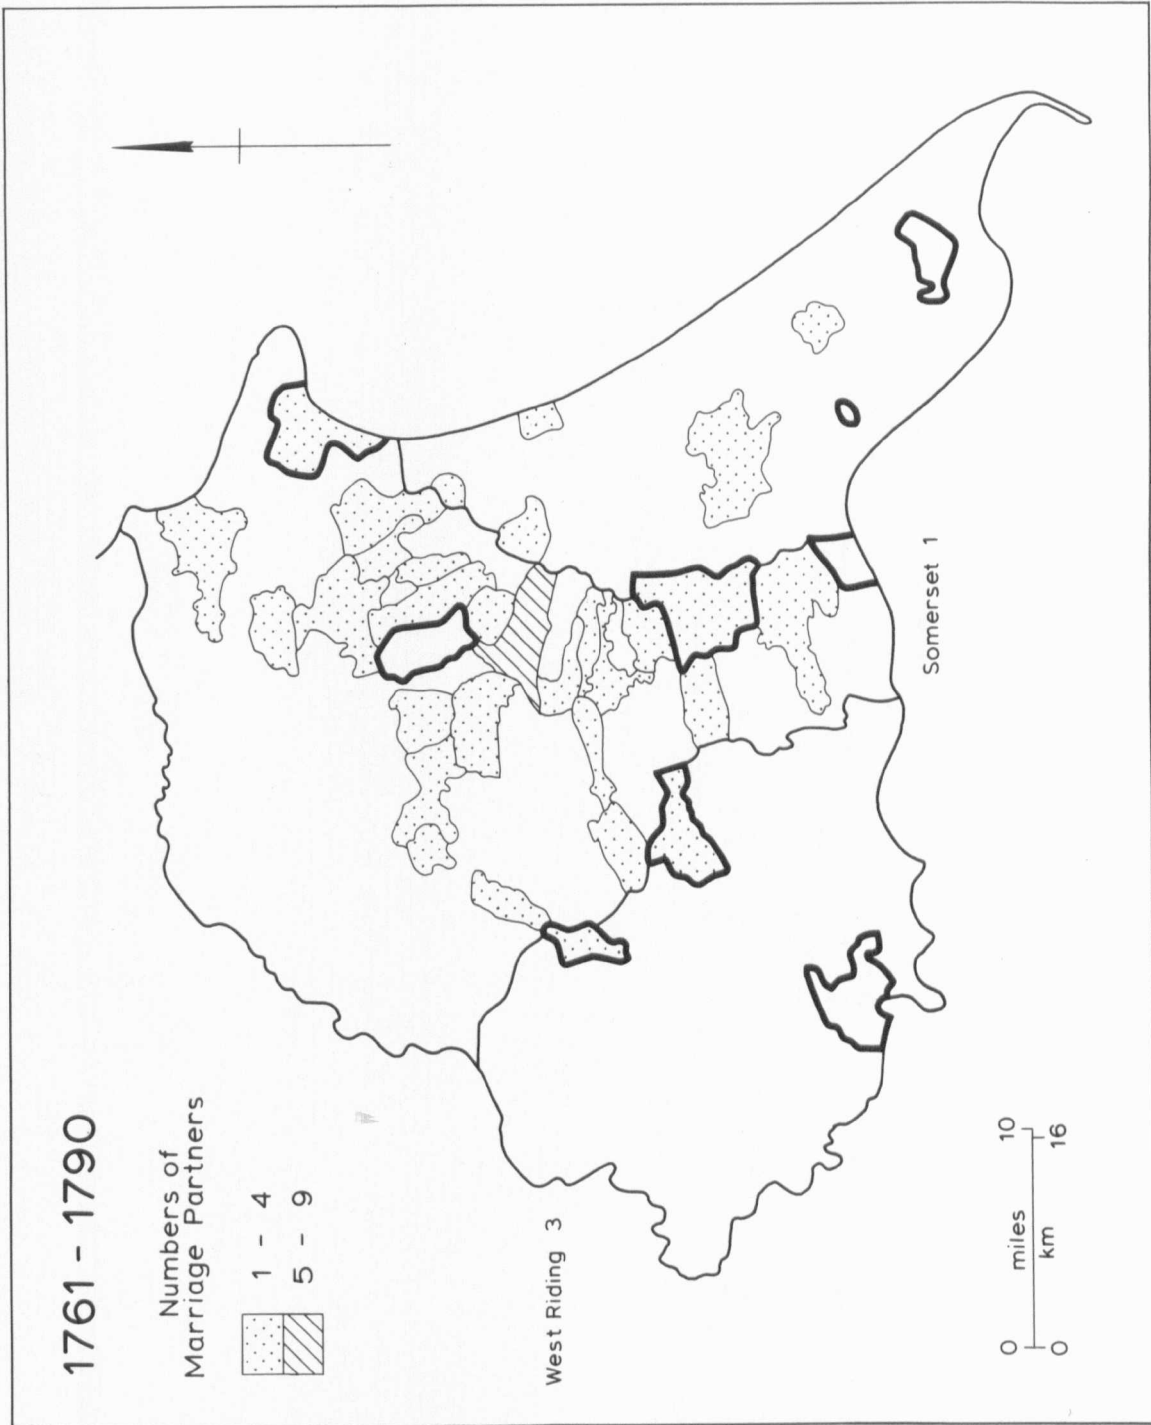 1761 - 1790
Numbers of
Marriage Partners
1 - 4
5 - 9
West Riding 3
Somerset 1
0 miles 10
0 km 16